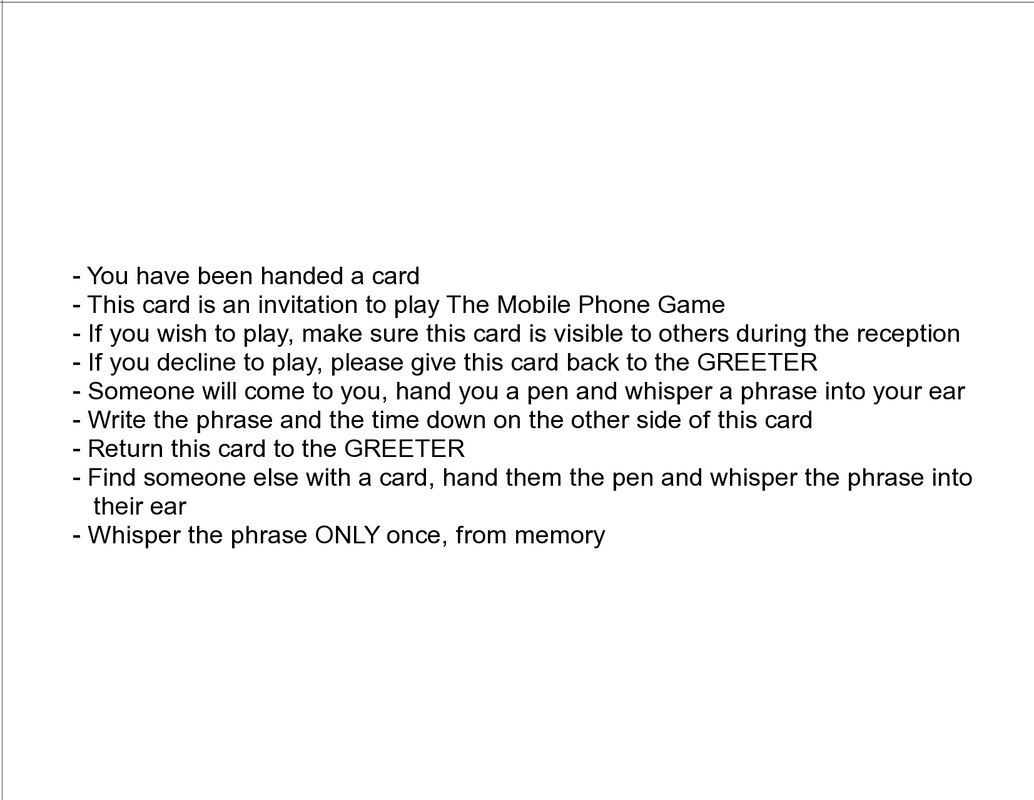 - You have been handed a card
- This card is an invitation to play The Mobile Phone Game
- If you wish to play, make sure this card is visible to others during the reception
- If you decline to play, please give this card back to the GREETER
- Someone will come to you, hand you a pen and whisper a phrase into your ear
- Write the phrase and the time down on the other side of this card
- Return this card to the GREETER
- Find someone else with a card, hand them the pen and whisper the phrase into
their ear
- Whisper the phrase ONLY once, from memory